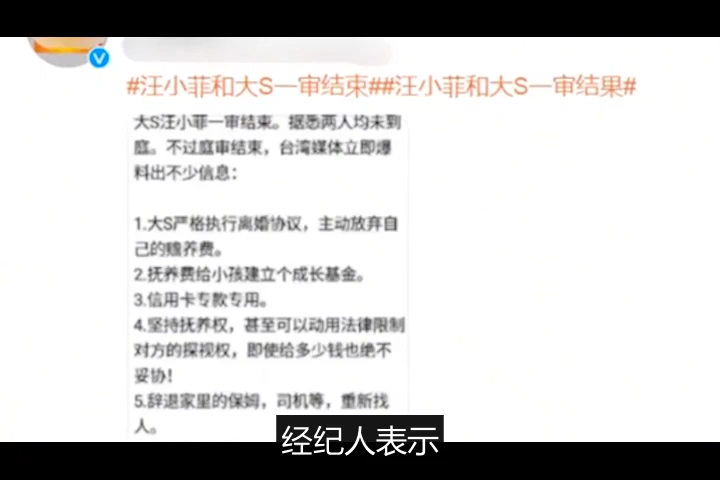 #汪小菲和大S一审结束##汪小菲和大S一审结果#
大S汪小菲一审结束。据悉两人均未到
庭。不过庭审结束，台湾媒体立即爆
料出不少信息：
1.大S严格执行离婚协议，主动放弃自
己的赡养费。
2.抚养费给小孩建立个成长基金。
3.信用卡专款专用。
4.坚持抚养权，甚至可以动用法律限制
对方的探视权，即使给多少钱也绝不
妥协！
5.辞退家里的保姆，司机等，重新找
人。
经纪人表示